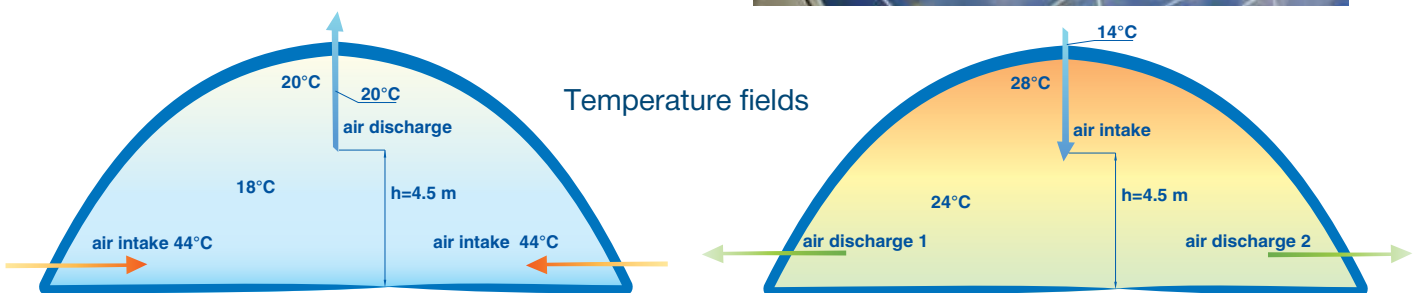 20°C
20°C
air discharge
18°C
h=4.5 m
air intake 44°C
air intake 44°C
Temperature fields
14°C
28°C
air intake
24°C
h=4.5 m
air discharge 1
air discharge 2